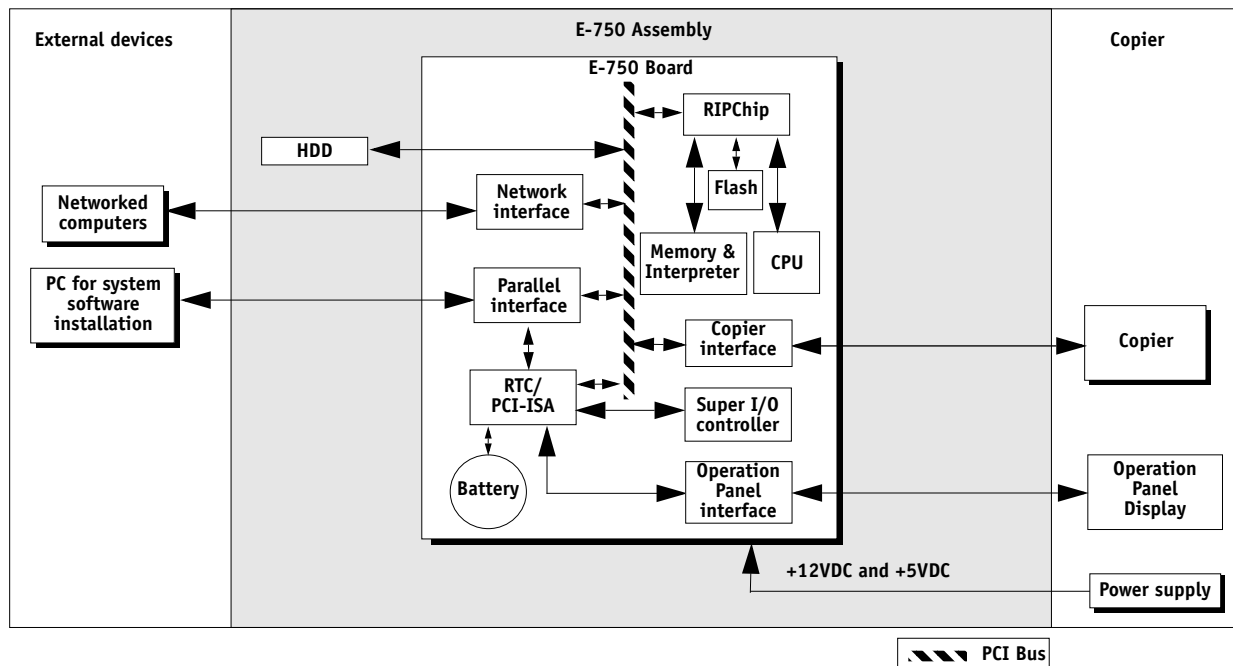 External devices
E-750 Assembly
Copier
E-750 Board
RIPChip
HDD
Flash
Networked
computers
Network
interface
Memory &
Interpreter
CPU
PC for system
software
installation
Parallel
interface
Copier
interface
Copier
RTC/
PCI-ISA
Super I/O
controller
Battery
Operation
Panel
interface
Operation
Panel
Display
+12VDC and +5VDC
Power supply
PCI Bus